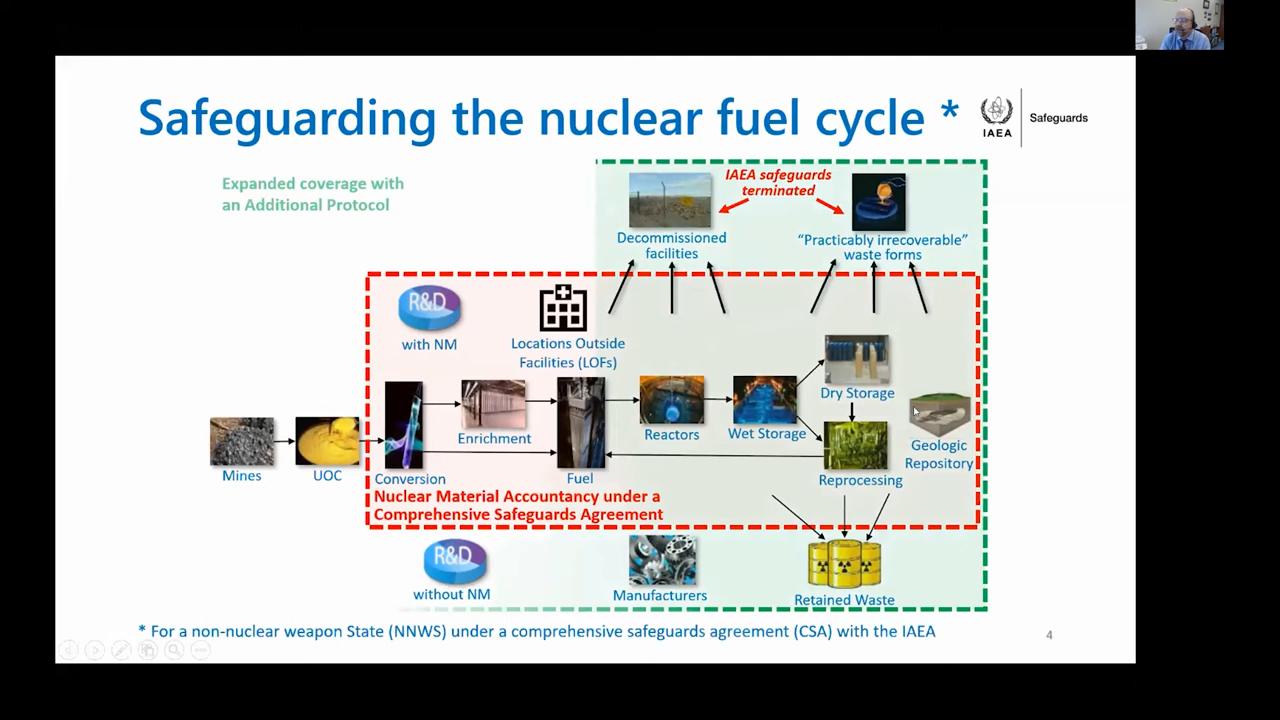 Safeguarding the nuclear fuel cycle *
IAEA
Safeguards
Expanded coverage with
an Additional Protocol
IAEA safeguards
terminated
Decommissioned
facilities
“Practicably irrecoverable”
waste forms
R&D
with NM
Locations Outside
Facilities (LOFs)
Mines
UOC
Conversion
Enrichment
Fuel
Reactors
Wet Storage
Dry Storage
Reprocessing
Geologic
Repository
Nuclear Material Accountancy under a
Comprehensive Safeguards Agreement
R&D
without NM
Manufacturers
Retained Waste
* For a non-nuclear weapon State (NNWS) under a comprehensive safeguards agreement (CSA) with the IAEA
4